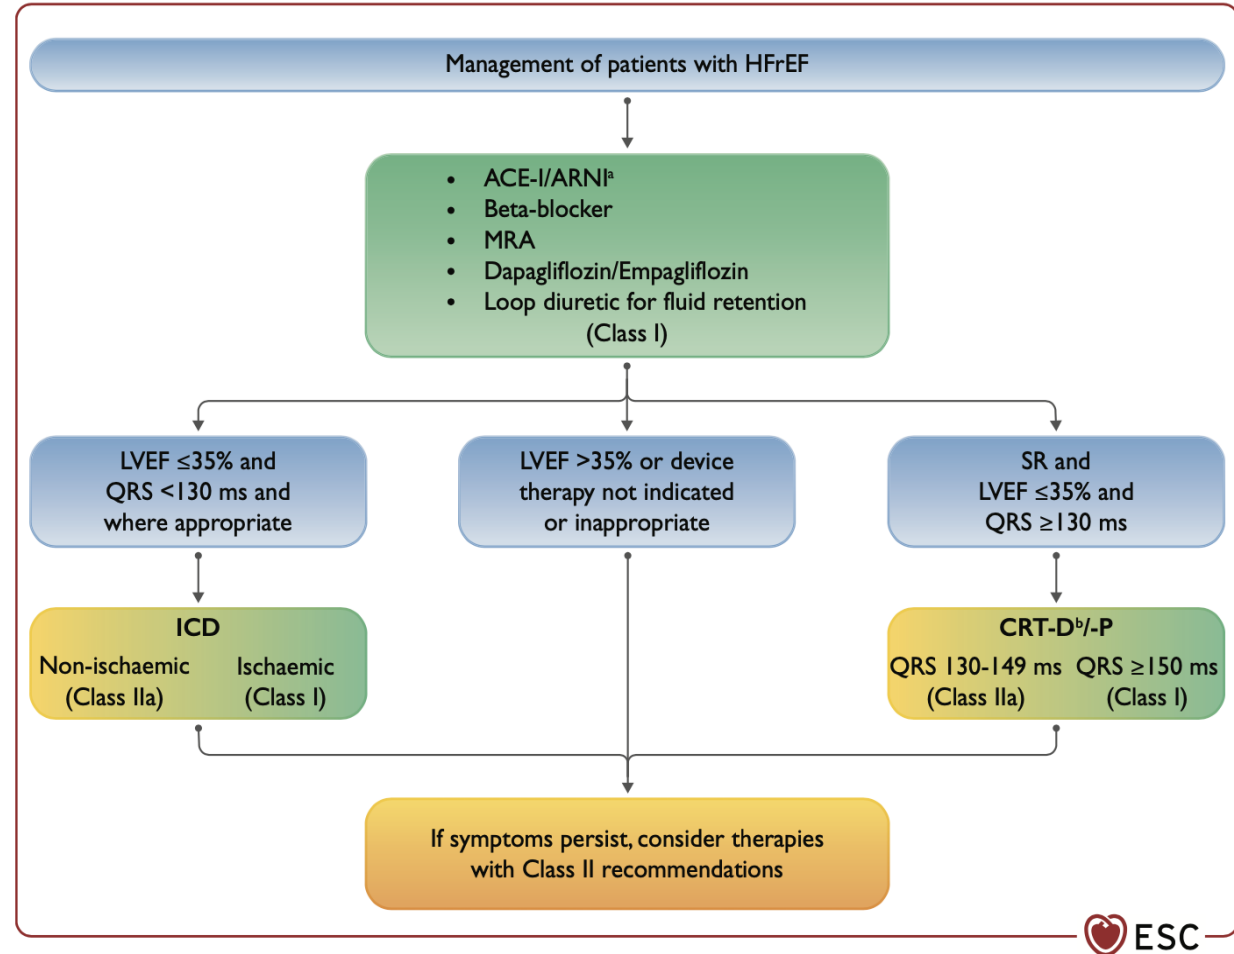 Management of patients with HFrEF
• ACE-I/ARNIᵃ
• Beta-blocker
• MRA
• Dapagliflozin/Empagliflozin
• Loop diuretic for fluid retention
(Class I)
LVEF ≤35% and
QRS <130 ms and
where appropriate
LVEF >35% or device
therapy not indicated
or inappropriate
SR and
LVEF ≤35% and
QRS ≥130 ms
ICD
Non-ischaemic
(Class IIa)
Ischaemic
(Class I)
CRT-Dᵇ/-P
QRS 130-149 ms
(Class IIa)
QRS ≥150 ms
(Class I)
If symptoms persist, consider therapies
with Class II recommendations
ESC